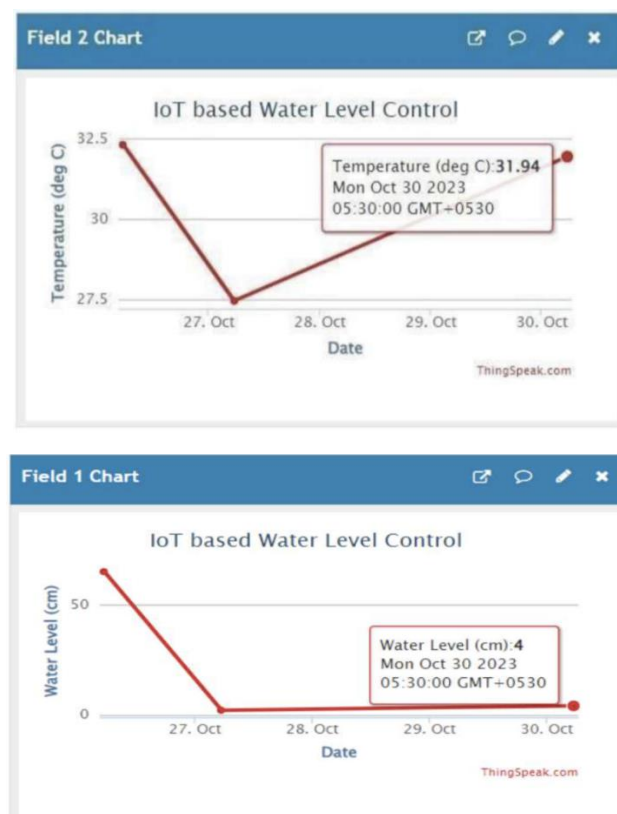 Field 2 Chart
IoT based Water Level Control
Temperature (deg C)
32.5
30
27.5
Temperature (deg C):31.94
Mon Oct 30 2023
05:30:00 GMT+0530
27. Oct 28. Oct 29. Oct 30. Oct
Date
ThingSpeak.com
Field 1 Chart
IoT based Water Level Control
Water Level (cm)
50
0
Water Level (cm):4
Mon Oct 30 2023
05:30:00 GMT+0530
27. Oct 28. Oct 29. Oct 30. Oct
Date
ThingSpeak.com